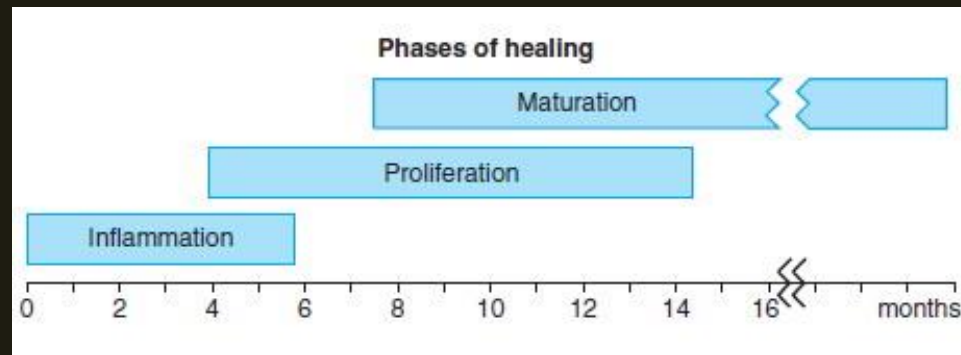 Phases of healing
Maturation
Proliferation
Inflammation
0 2 4 6 8 10 12 14 16 months